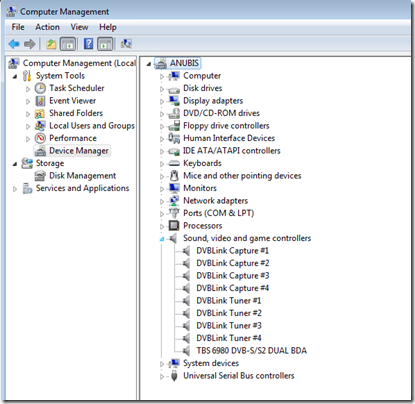 Computer Management
File Action View Help
Computer Management (Local
System Tools
Task Scheduler
Event Viewer
Shared Folders
Local Users and Groups
Performance
Device Manager
Storage
Disk Management
Services and Applications
ANUBIS
Computer
Disk drives
Display adapters
DVD/CD-ROM drives
Floppy drive controllers
Human Interface Devices
IDE ATA/ATAPI controllers
Keyboards
Mice and other pointing devices
Monitors
Network adapters
Ports (COM & LPT)
Processors
Sound, video and game controllers
DVBLink Capture #1
DVBLink Capture #2
DVBLink Capture #3
DVBLink Capture #4
DVBLink Tuner #1
DVBLink Tuner #2
DVBLink Tuner #3
DVBLink Tuner #4
TBS 6980 DVB-S/S2 DUAL BDA
System devices
Universal Serial Bus controllers